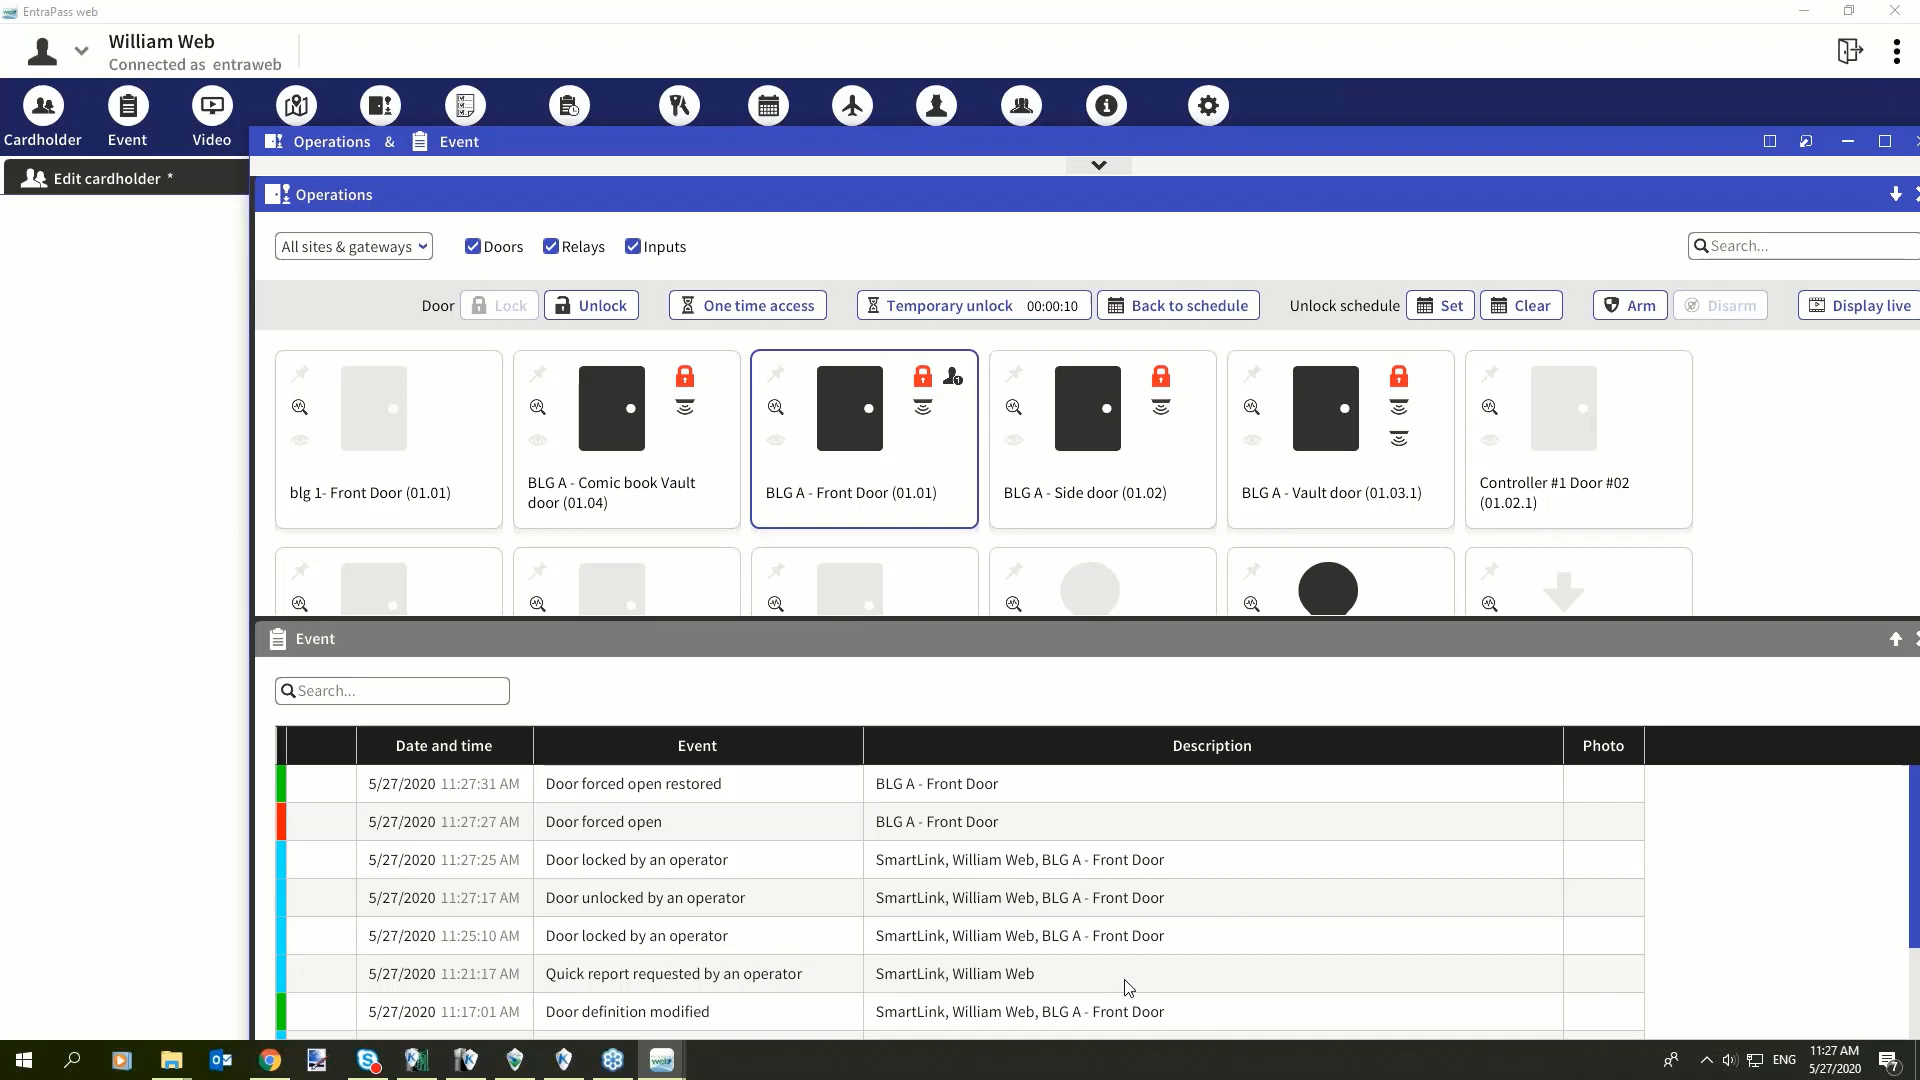 EntraPass web
William Web
Connected as entraweb
Cardholder Event Video
Operations & Event
Edit cardholder *
Operations
All sites & gateways Doors Relays Inputs Search...
Door Lock Unlock One time access Temporary unlock 00:00:10 Back to schedule Unlock schedule Set Clear Arm Disarm Display live
blg 1- Front Door (01.01)
BLG A - Comic book Vault
door (01.04)
BLG A - Front Door (01.01)
BLG A - Side door (01.02)
BLG A - Vault door (01.03.1)
Controller #1 Door #02
(01.02.1)
Event
Search...
Date and time Event Description Photo
5/27/2020 11:27:31 AM Door forced open restored BLG A - Front Door
5/27/2020 11:27:27 AM Door forced open BLG A - Front Door
5/27/2020 11:27:25 AM Door locked by an operator SmartLink, William Web, BLG A - Front Door
5/27/2020 11:27:17 AM Door unlocked by an operator SmartLink, William Web, BLG A - Front Door
5/27/2020 11:25:10 AM Door locked by an operator SmartLink, William Web, BLG A - Front Door
5/27/2020 11:21:17 AM Quick report requested by an operator SmartLink, William Web
5/27/2020 11:17:01 AM Door definition modified SmartLink, William Web, BLG A - Front Door
ENG 11:27 AM
5/27/2020 7